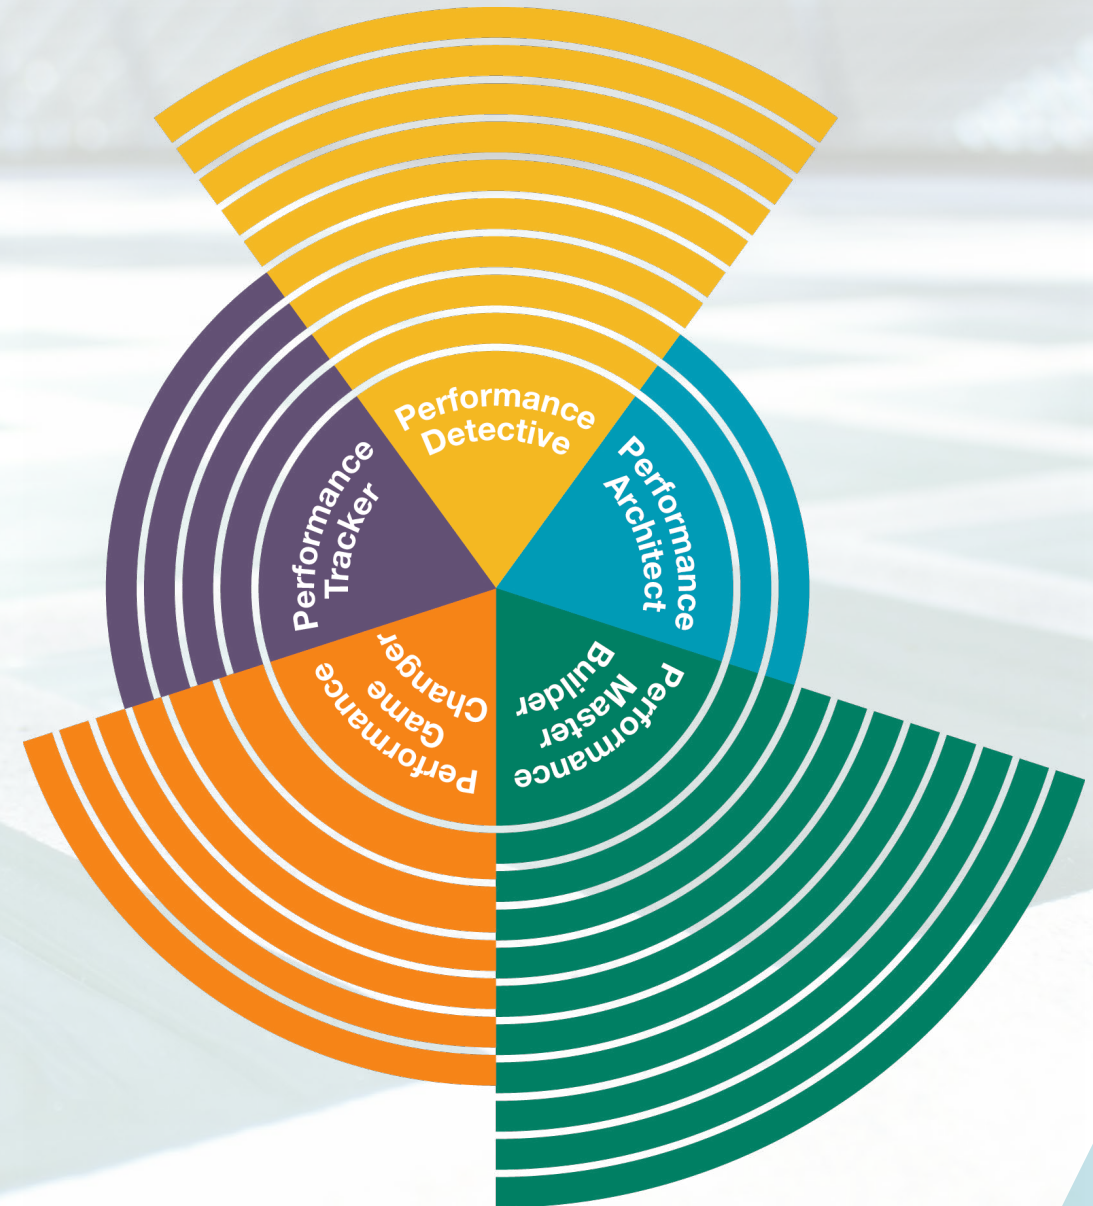 Performance
Detective
Performance
Architect
Performance
Master
Builder
Performance
Game
Changer
Performance
Tracker